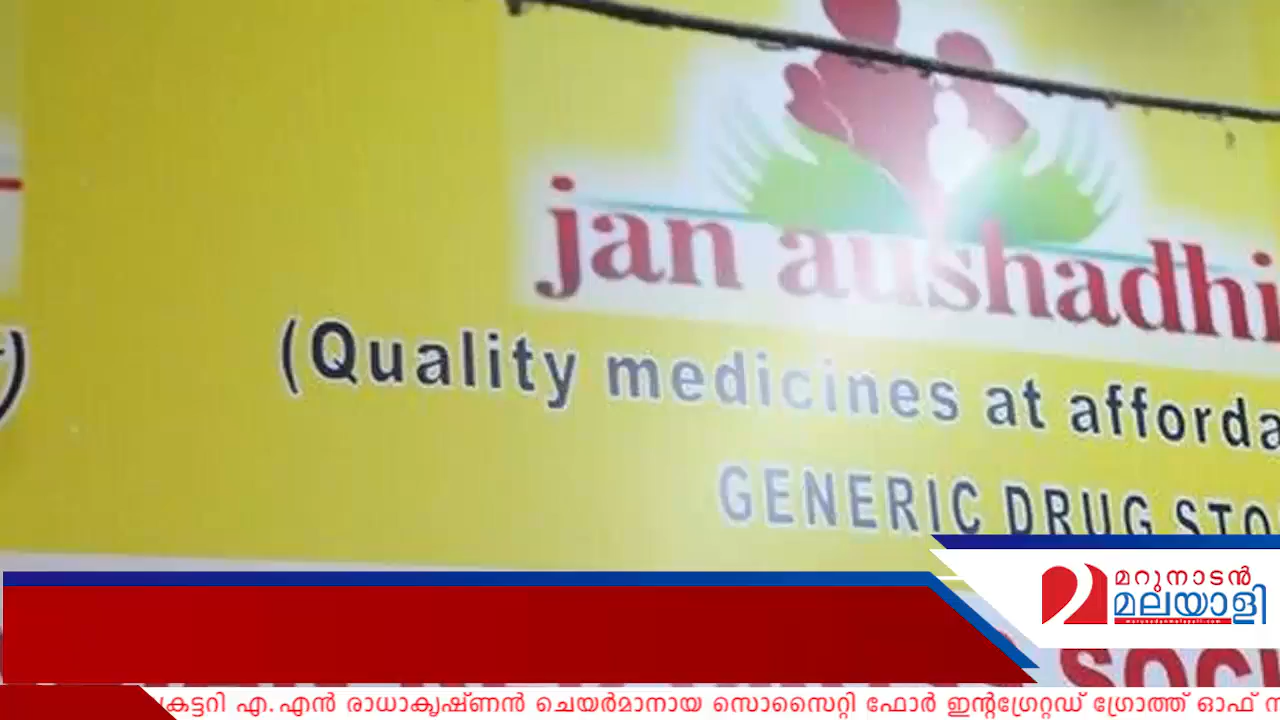 jan aushadhi
(Quality medicines at afforda
GENERIC DRUG STO
മറുനാടൻ
മലയാളി
എ.എൻ രാധാകൃഷ്ണൻ ചെയർമാനായ സൊസൈറ്റി ഫോർ ഇന്റഗ്രേറ്റഡ് ഗ്രോത്ത് ഓഫ്